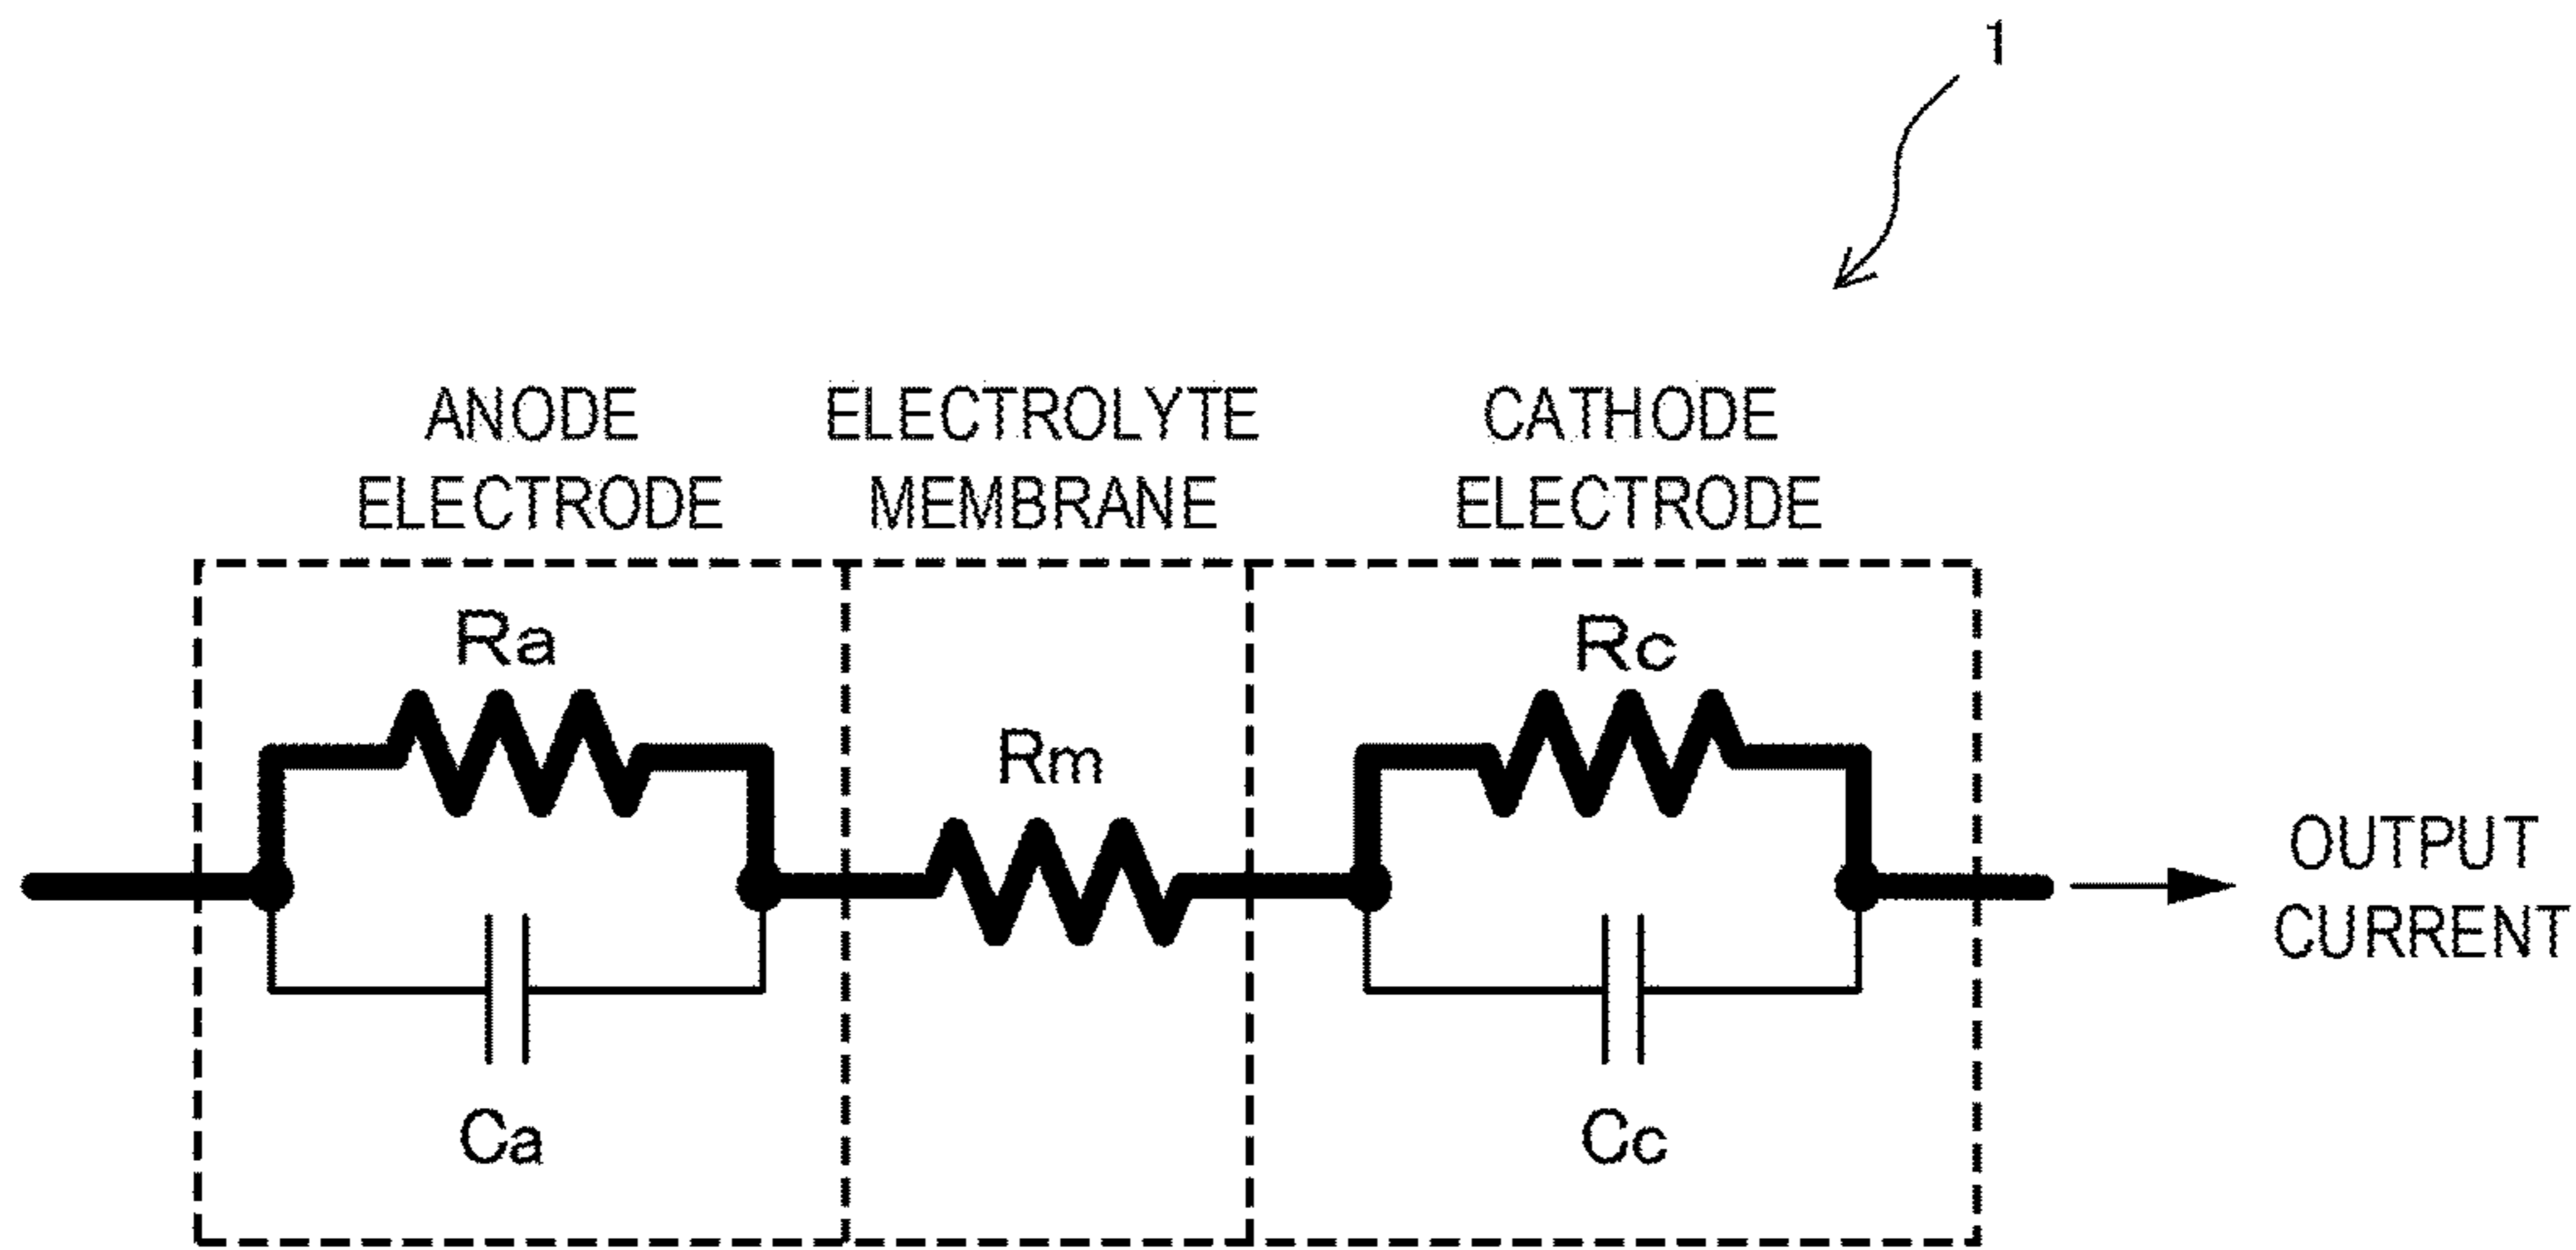 1
ANODE
ELECTRODE
ELECTROLYTE
MEMBRANE
CATHODE
ELECTRODE
Ra
Rm
Rc
Ca
Cc
OUTPUT
CURRENT